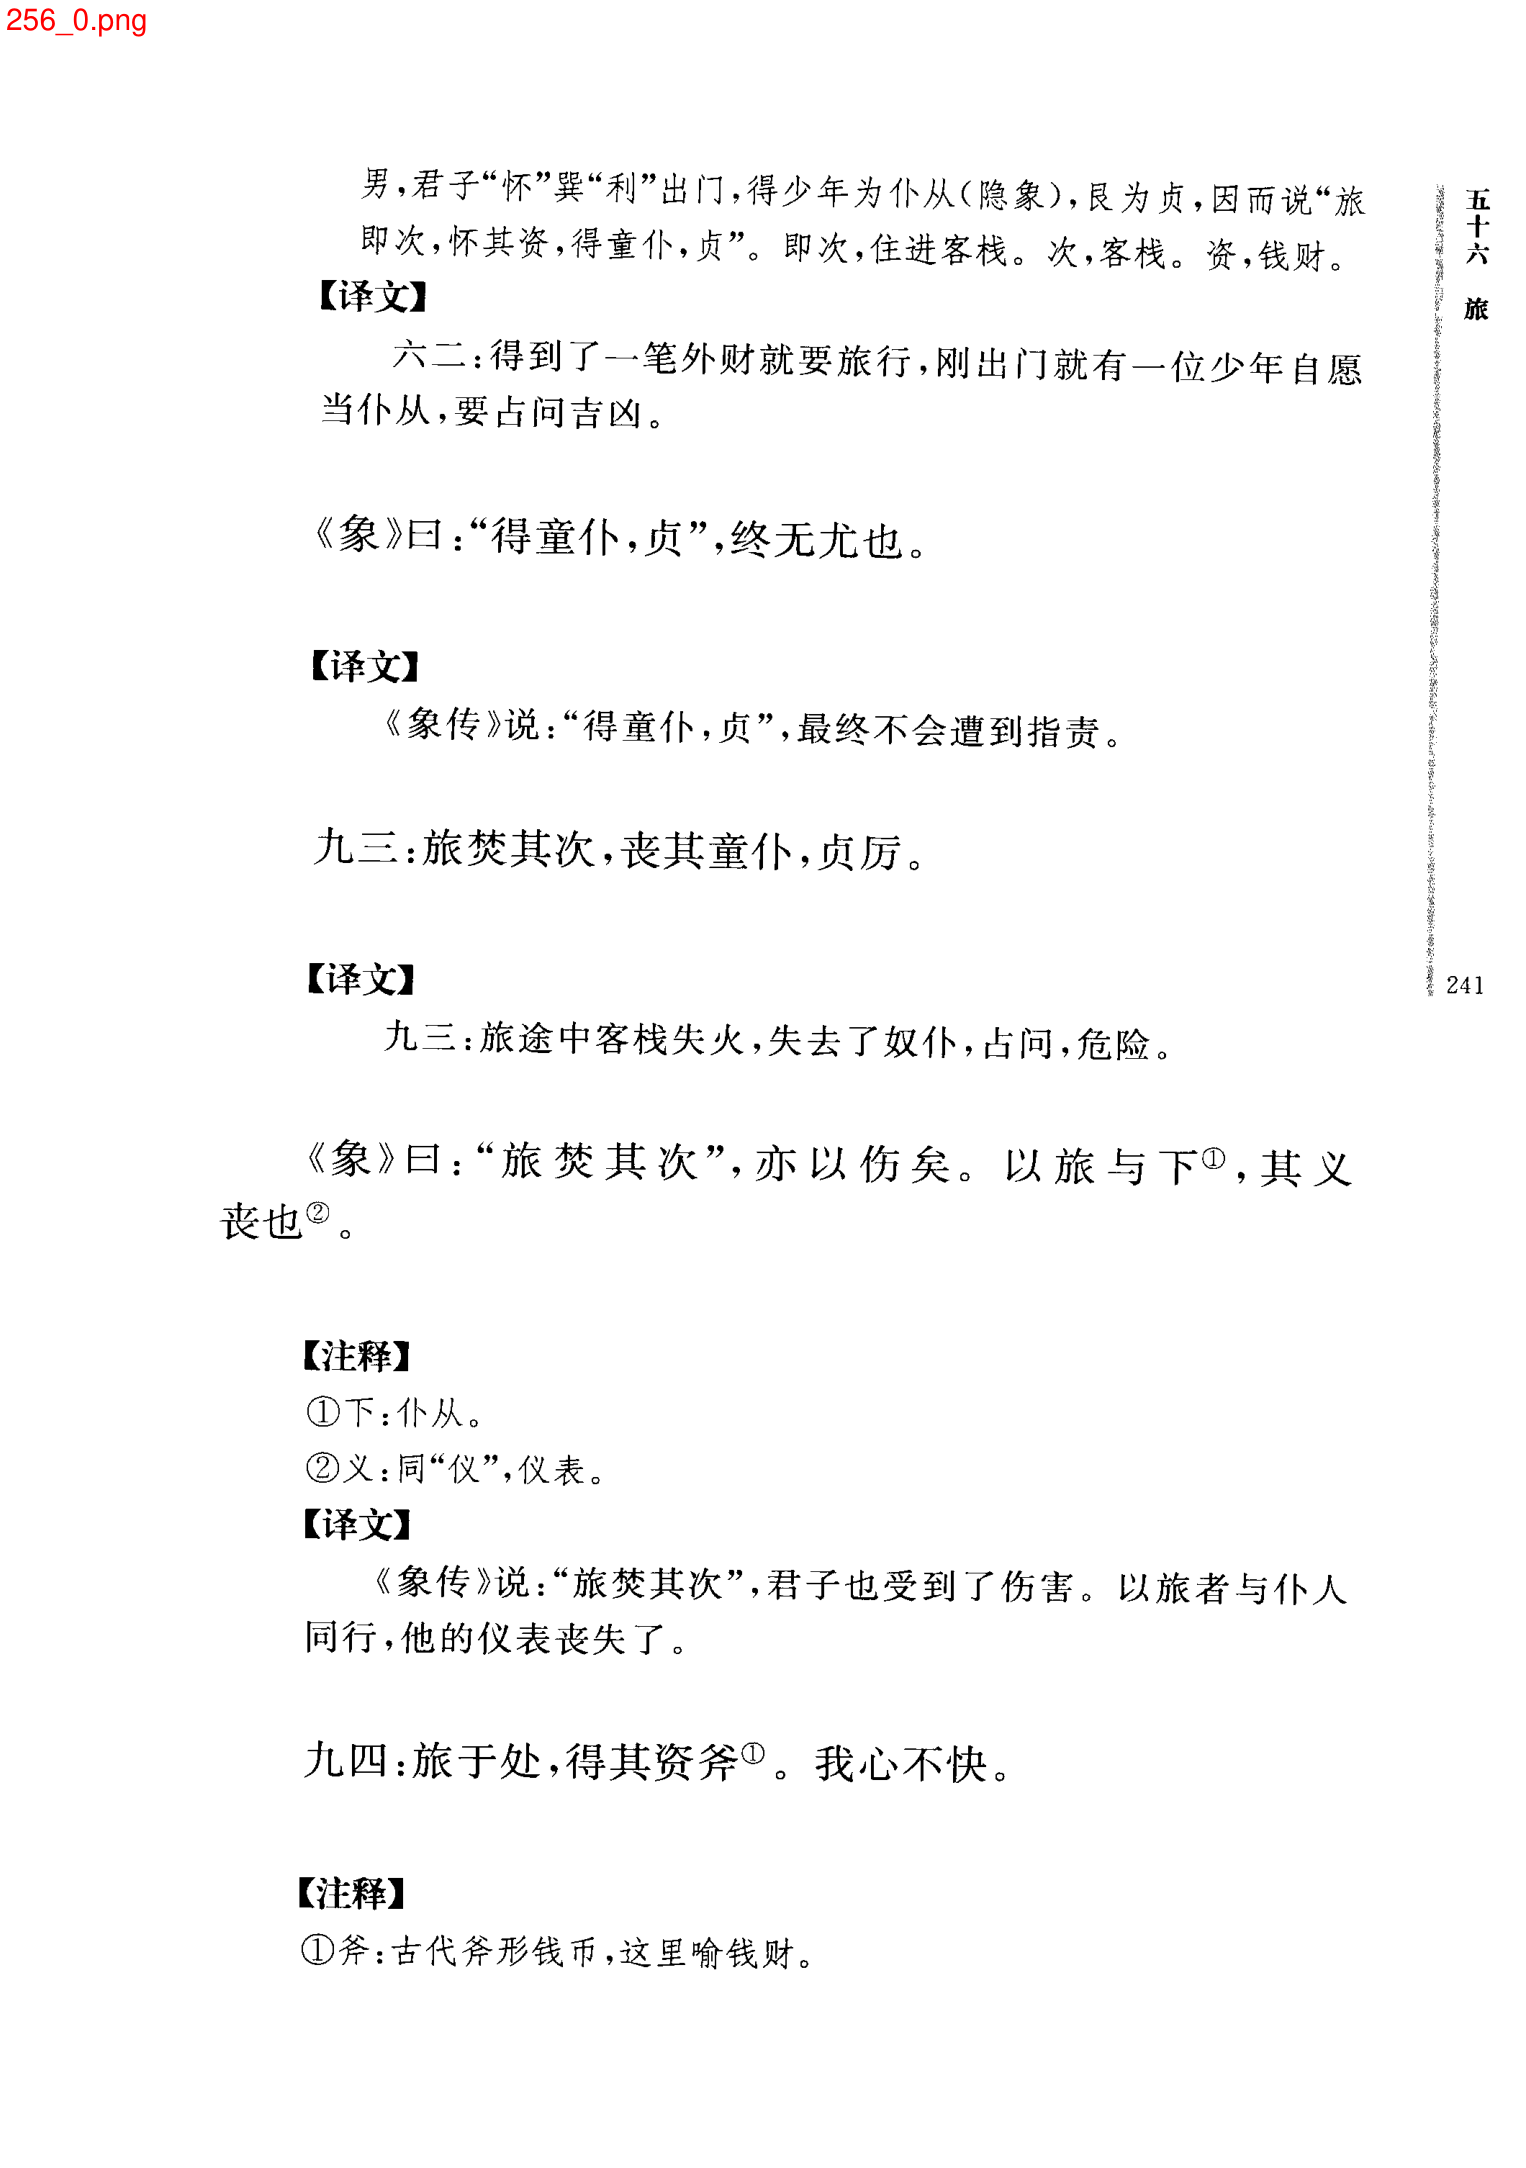 256_0.png
男，君子“怀”巽“利”出门，得少年为仆从（隐象），艮为贞，因而说“旅
即次，怀其资，得童仆，贞”。即次，住进客栈。次，客栈。资，钱财。
【译文】
六二：得到了一笔外财就要旅行，刚出门就有一位少年自愿
当仆从，要占问吉凶。
《象》曰：“得童仆，贞”，终无尤也。
【译文】
《象传》说：“得童仆，贞”，最终不会遭到指责。
九三：旅焚其次，丧其童仆，贞厉。
【译文】
九三：旅途中客栈失火，失去了奴仆，占问，危险。
《象》曰：“旅焚其次”，亦以伤矣。以旅与下①，其义
丧也②。
【注释】
①下：仆从。
②义：同“仪”，仪表。
【译文】
《象传》说：“旅焚其次”，君子也受到了伤害。以旅者与仆人
同行，他的仪表丧失了。
九四：旅于处，得其资斧①。我心不快。
【注释】
①斧：古代斧形钱币，这里喻钱财。
五十六 旅
241